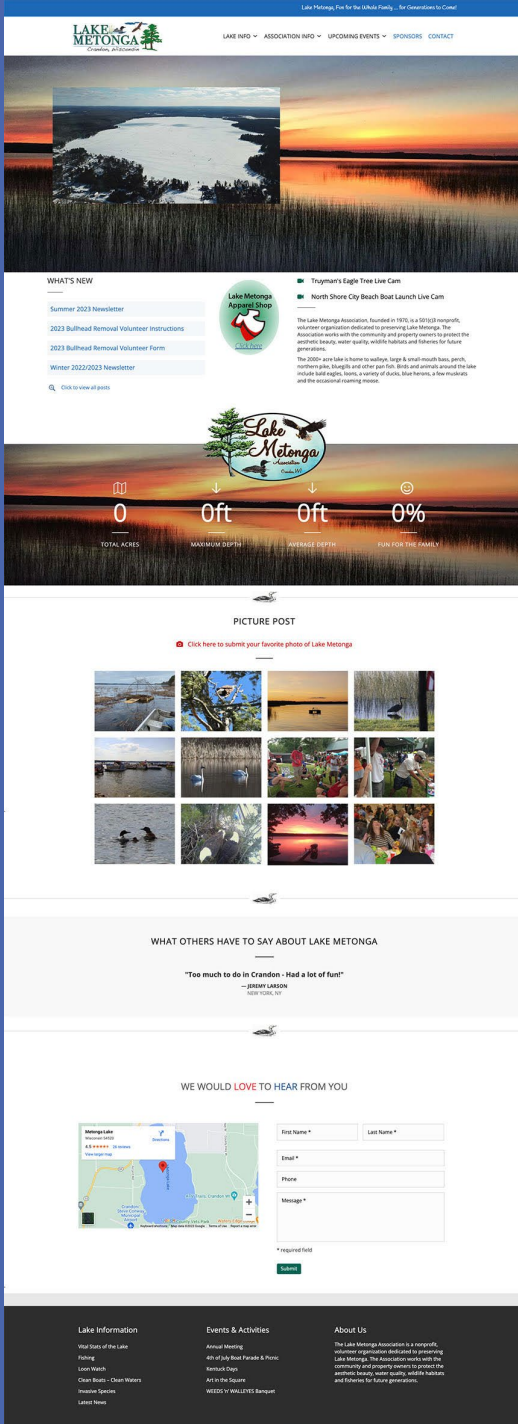 Lake Metonga, Fun for the Whole Family ... for Generations to Come!
LAKE
METONGA
Crandon, Wisconsin
LAKE INFO ASSOCIATION INFO UPCOMING EVENTS SPONSORS CONTACT
WHAT'S NEW
Summer 2023 Newsletter
2023 Bullhead Removal Volunteer Instructions
2023 Bullhead Removal Volunteer Form
Winter 2022/2023 Newsletter
Click to view all posts
Lake Metonga
Apparel Shop
Click here
Truyman's Eagle Tree Live Cam
North Shore City Beach Boat Launch Live Cam
The Lake Metonga Association, founded in 1970, is a 501(c)3 nonprofit,
volunteer organization dedicated to preserving Lake Metonga. The
Association works with the community and property owners to protect the
aesthetic beauty, water quality, wildlife habitats and fisheries for future
generations.
The 2000+ acre lake is home to walleye, large & small-mouth bass, perch,
northern pike, bluegills and other pan fish. Birds and animals around the lake
include bald eagles, loons, a variety of ducks, blue herons, a few muskrats
and the occasional roaming moose.
Lake
Metonga
Association
Crandon, WI
0 0ft 0ft 0%
TOTAL ACRES MAXIMUM DEPTH AVERAGE DEPTH FUN FOR THE FAMILY
PICTURE POST
Click here to submit your favorite photo of Lake Metonga
WHAT OTHERS HAVE TO SAY ABOUT LAKE METONGA
"Too much to do in Crandon - Had a lot of fun!"
— JEREMY LARSON
NEW YORK, NY
WE WOULD LOVE TO HEAR FROM YOU
Metonga Lake
Wisconsin 54520
4.5
View larger map
Directions
Crandon
Municipal
Airport
First Name * Last Name *
Email *
Phone
Message *
* required field
Submit
Lake Information
Vital Stats of the Lake
Fishing
Loon Watch
Clean Boats – Clean Waters
Invasive Species
Latest News
Events & Activities
Annual Meeting
4th of July Boat Parade & Picnic
Kentuck Days
Art in the Square
WEEDS 'n' WALLEYES Banquet
About Us
The Lake Metonga Association is a nonprofit,
volunteer organization dedicated to preserving
Lake Metonga. The Association works with the
community and property owners to protect the
aesthetic beauty, water quality, wildlife habitats
and fisheries for future generations.